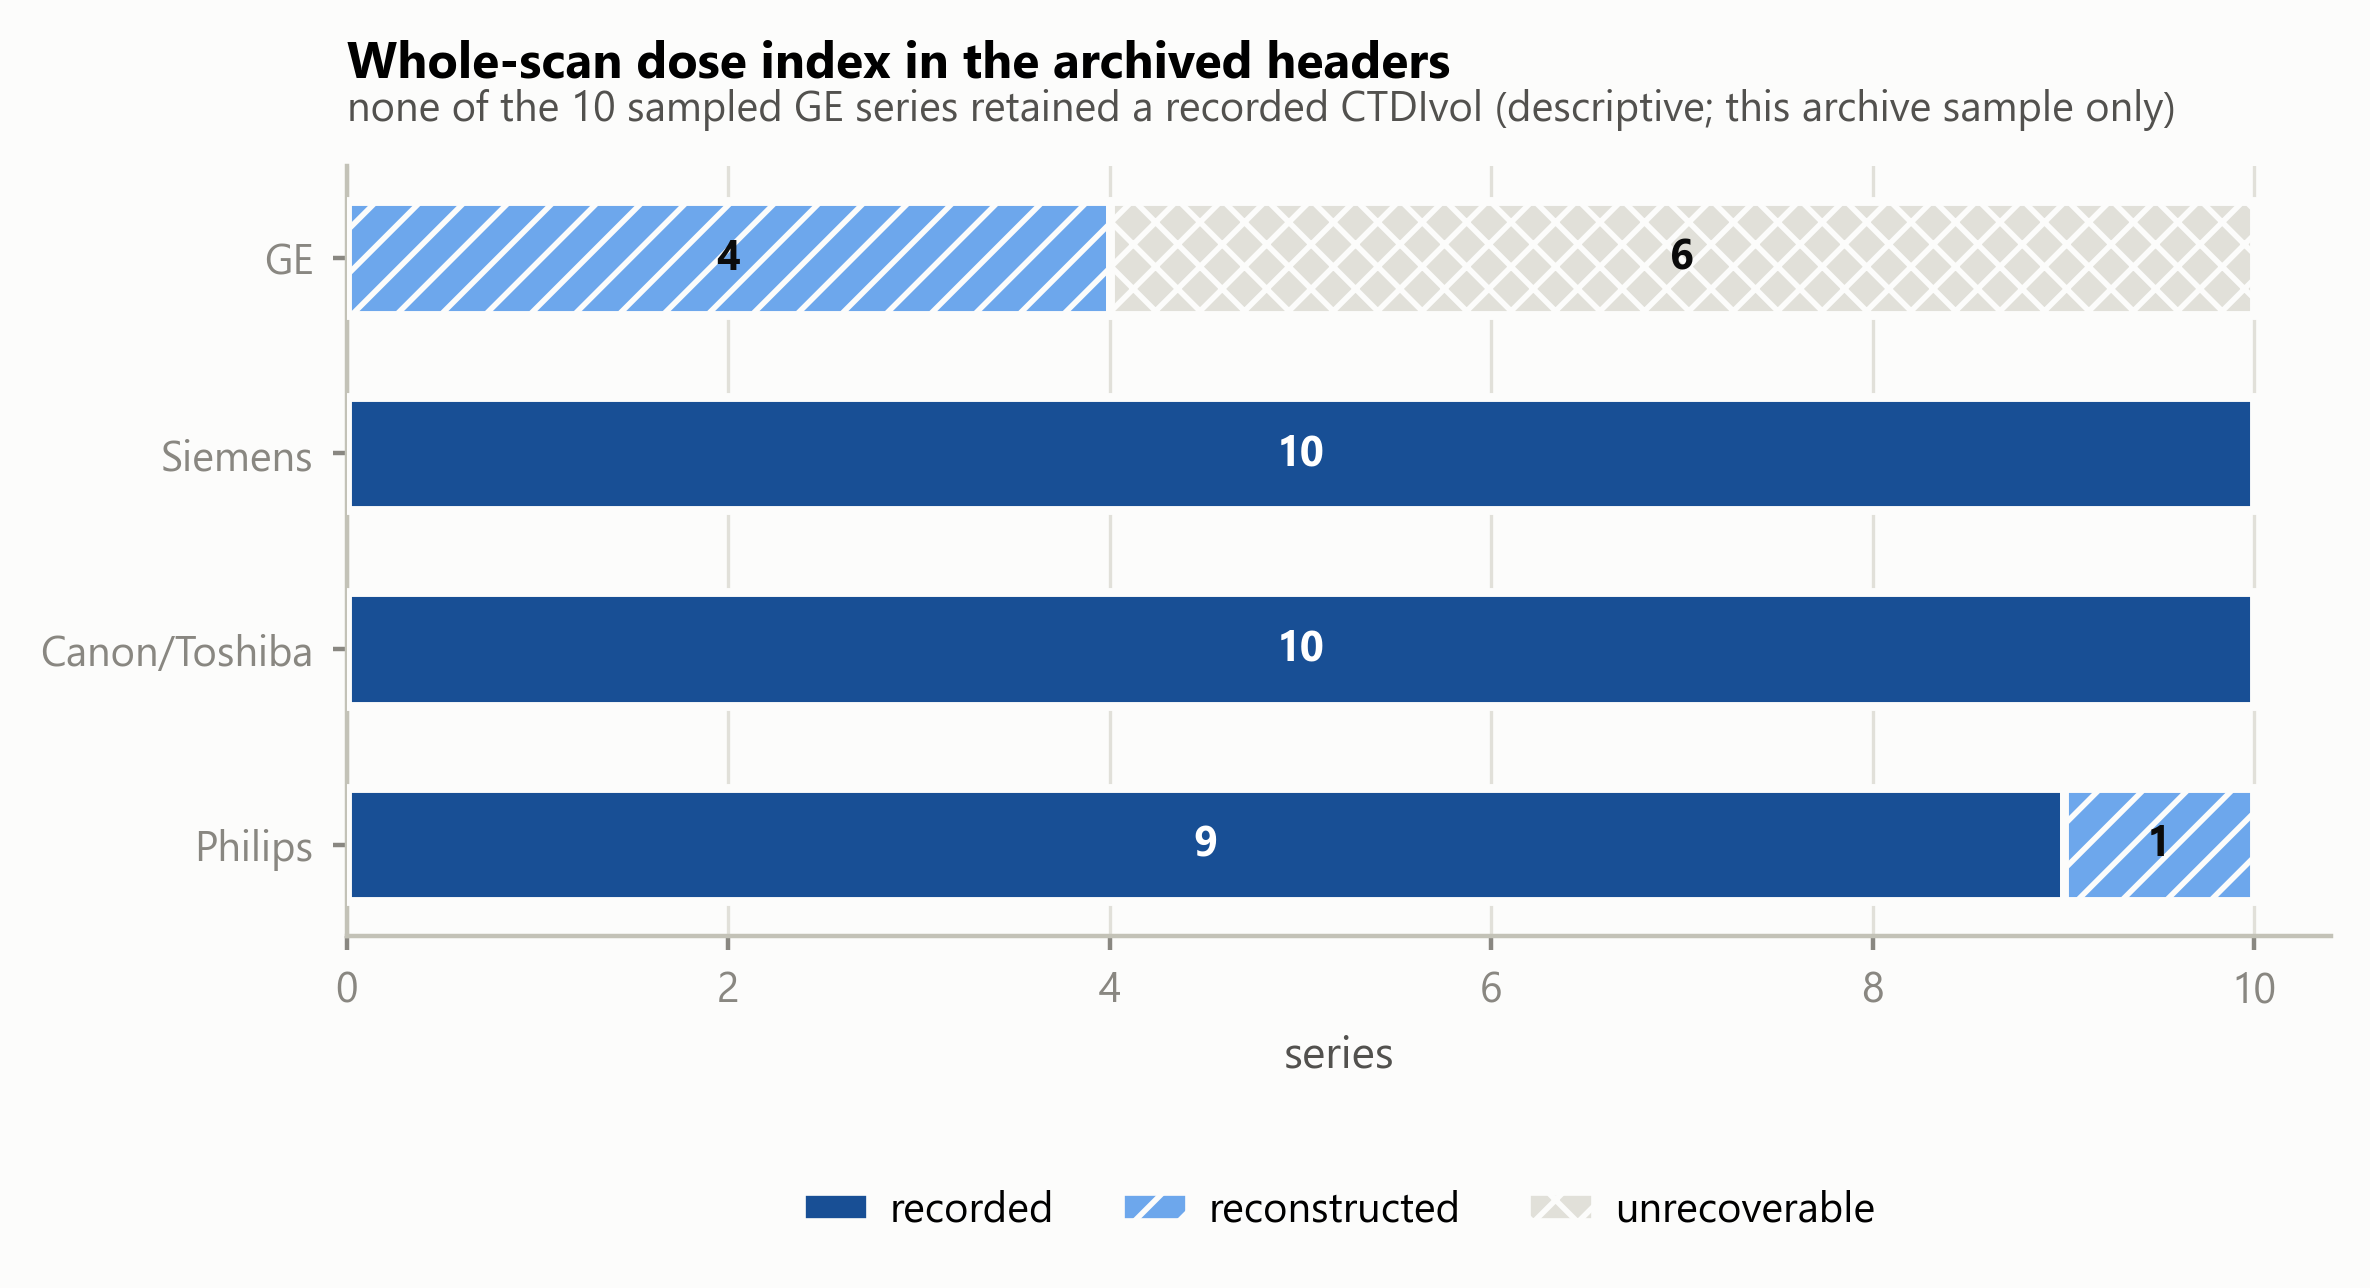 Whole-scan dose index in the archived headers
none of the 10 sampled GE series retained a recorded CTDIvol (descriptive; this archive sample only)
GE
4
6
Siemens
10
Canon/Toshiba
10
Philips
9
1
0 2 4 6 8 10
series
recorded reconstructed unrecoverable